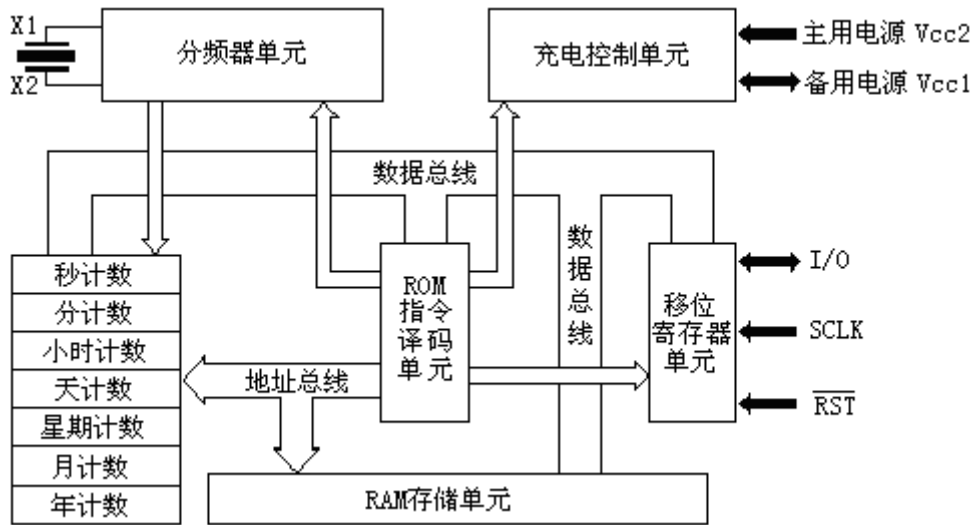 X1
X2
分频器单元
充电控制单元
主用电源 Vcc2
备用电源 Vcc1
数据总线
数据总线
秒计数
分计数
小时计数
天计数
星期计数
月计数
年计数
ROM
指令
译码
单元
地址总线
移位
寄存器
单元
I/O
SCLK
RST
RAM存储单元